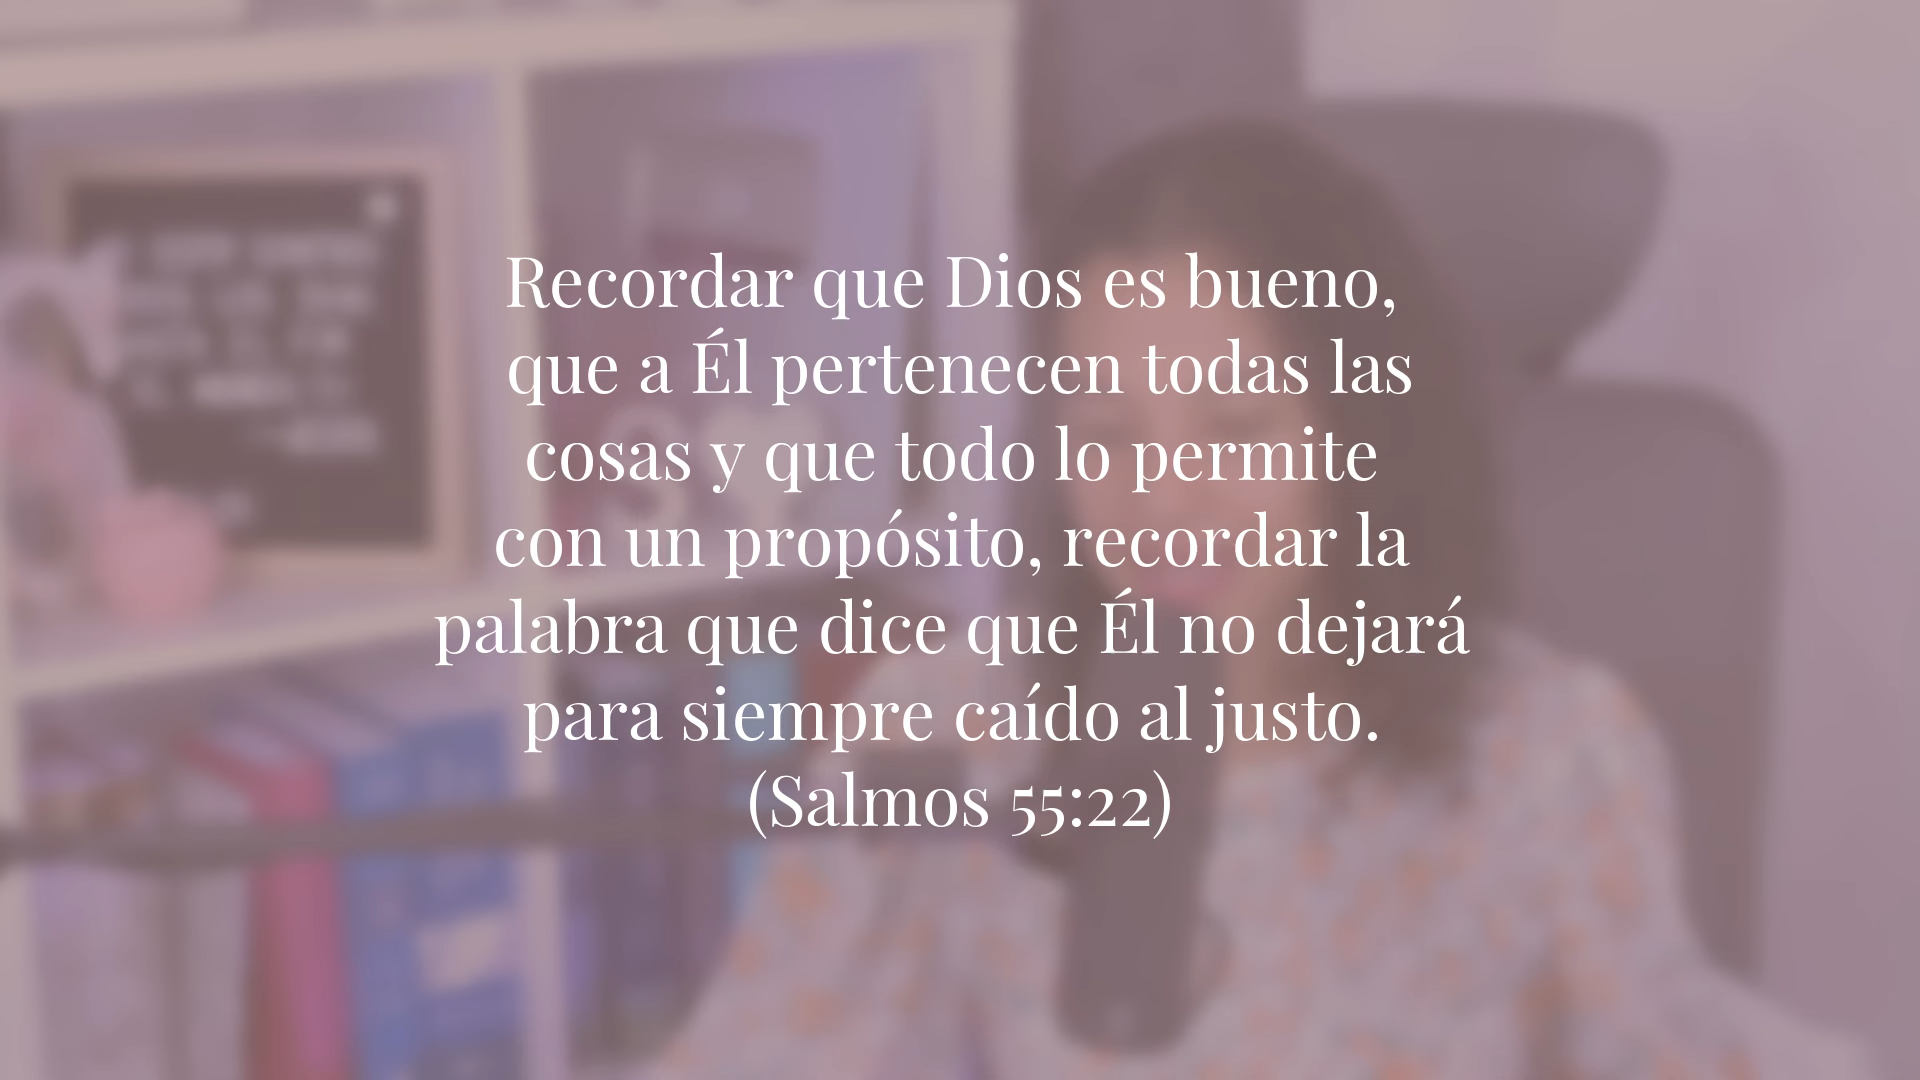 Recordar que Dios es bueno,
que a Él pertenecen todas las
cosas y que todo lo permite
con un propósito, recordar la
palabra que dice que Él no dejará
para siempre caído al justo.
(Salmos 55:22)